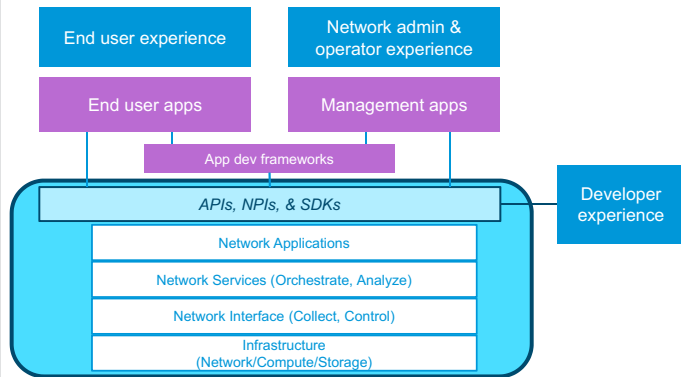 End user experience
Network admin &
operator experience
End user apps
Management apps
App dev frameworks
APIs, NPIs, & SDKs
Developer
experience
Network Applications
Network Services (Orchestrate, Analyze)
Network Interface (Collect, Control)
Infrastructure
(Network/Compute/Storage)